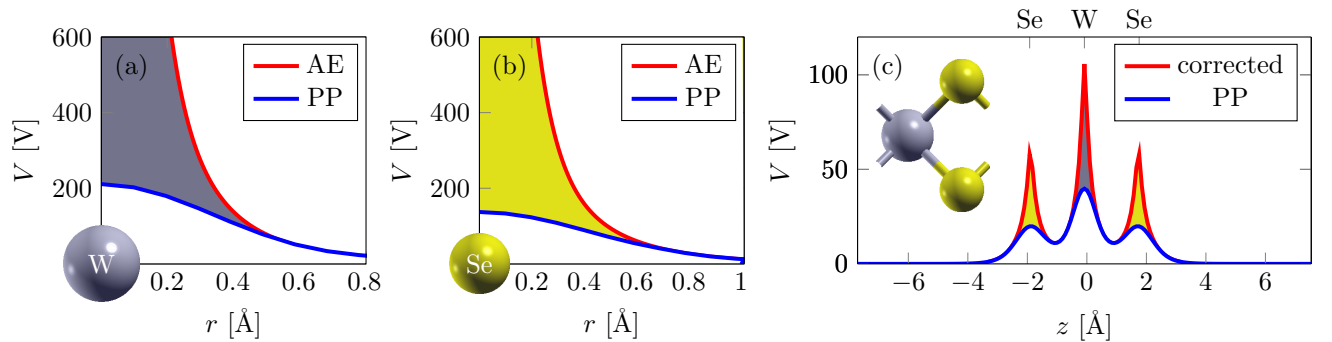 600
400
200
V [V]
(a)
AE
PP
W
0.2
0.4
0.6
0.8
r [Å]
600
400
200
V [V]
(b)
AE
PP
Se
0.2
0.4
0.6
0.8
1
r [Å]
Se W Se
100
50
0
V [V]
(c)
corrected
PP
−6
−4
−2
0
2
4
6
z [Å]